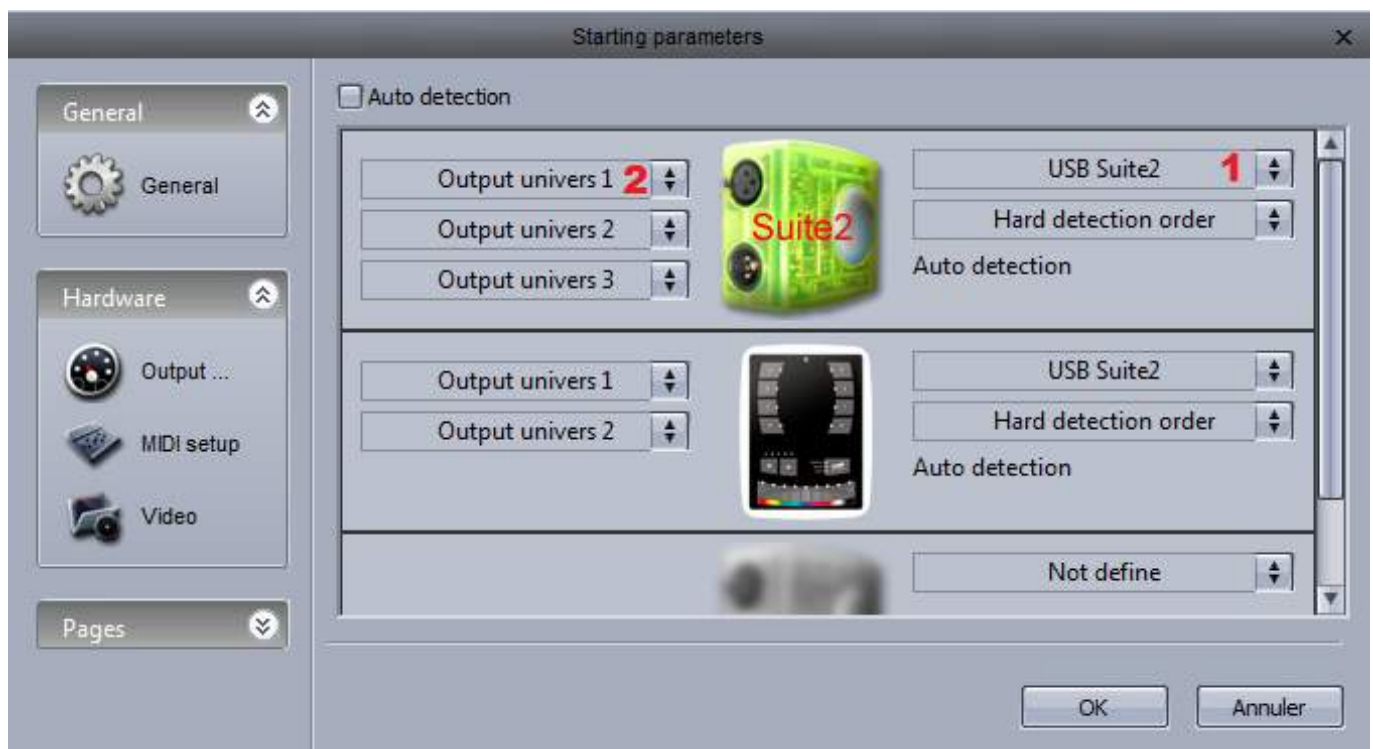 Starting parameters
General
General
Hardware
Output ...
MIDI setup
Video
Pages
Auto detection
Output univers 1 2
Output univers 2
Output univers 3
Suite2
USB Suite2 1
Hard detection order
Auto detection
Output univers 1
Output univers 2
USB Suite2
Hard detection order
Auto detection
Not define
OK
Annuler